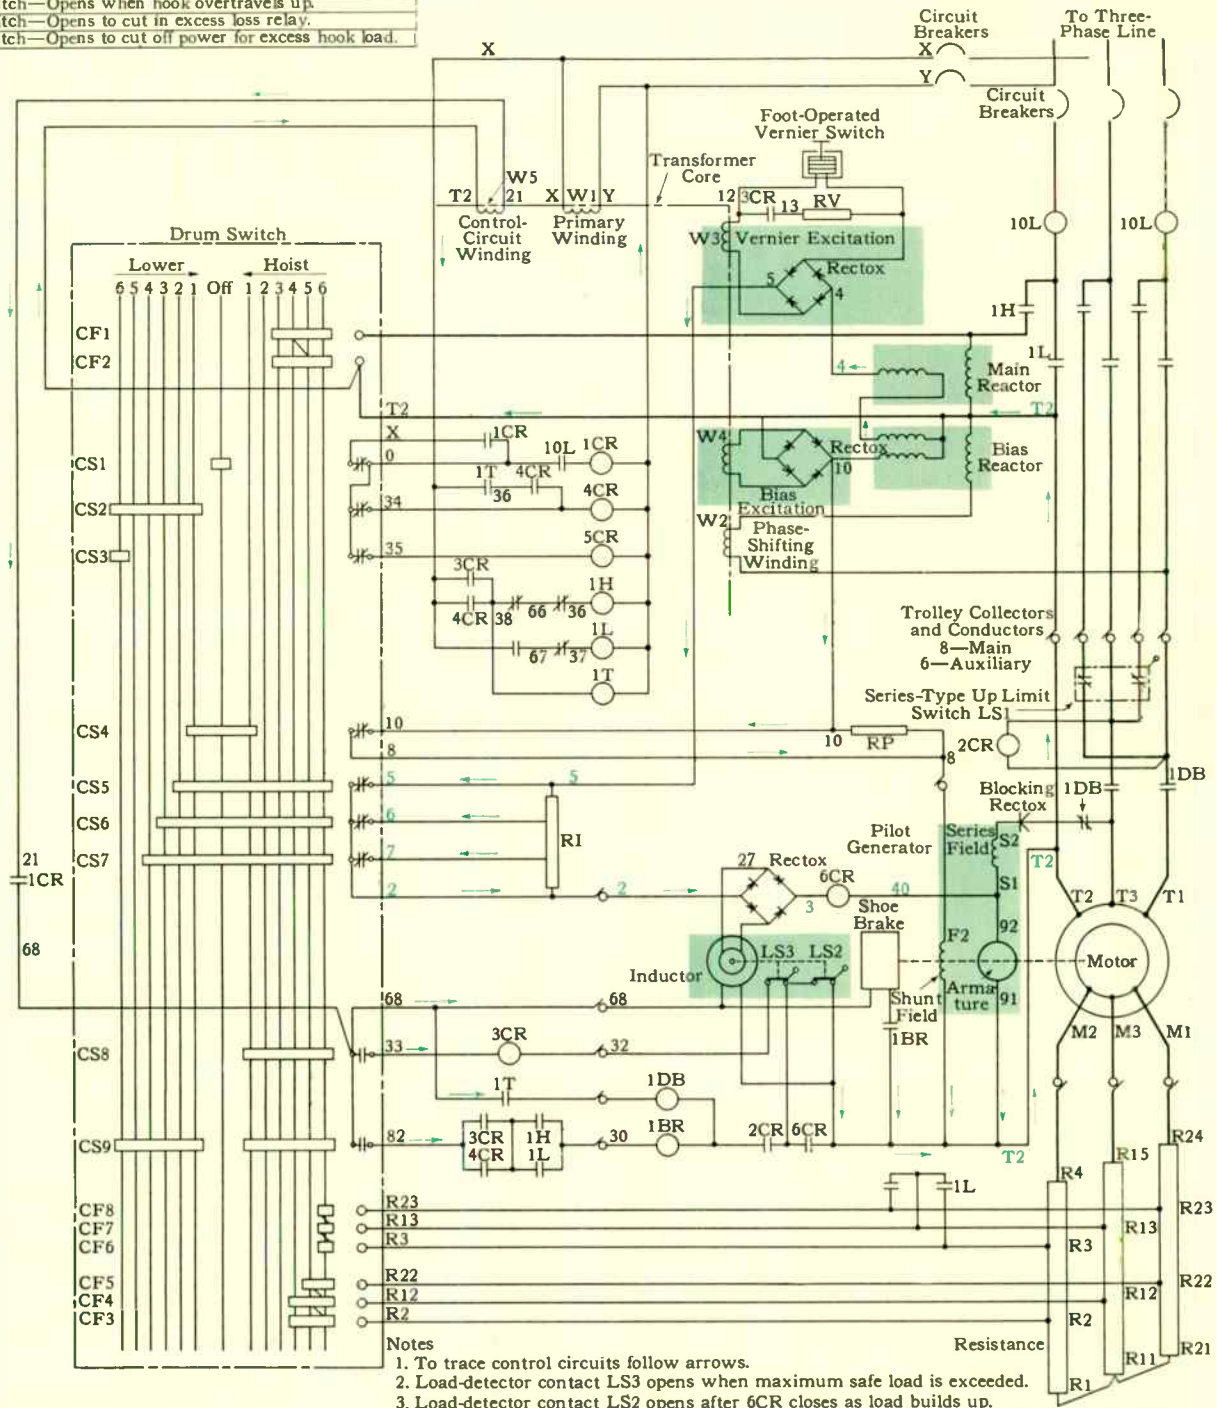 tch—Opens when hook overtravels up.
tch—Opens to cut in excess loss relay.
tch—Opens to cut off power for excess hook load.
Circuit
Breakers
To Three-
Phase Line
X
X
Y
Circuit
Breakers
Foot-Operated
Vernier Switch
Transformer
Core
W5
T2 21 X W1 Y
12 3CR 13 RV
Control-
Circuit
Winding
Primary
Winding
W3 Vernier Excitation
10L 10L
Rectox
5 4
Drum Switch
Lower Hoist
6 5 4 3 2 1 Off 1 2 3 4 5 6
1H
CF1
CF2
1L
4
Main
Reactor
T2 T2
X
1CR
W4
Rectox
10
Bias
Reactor
CS1 0 10L 1CR
1T 36 4CR
Bias
Excitation
CS2 34 4CR
W2
Phase-
Shifting
Winding
CS3 35 5CR
3CR
4CR 38 66 36 1H
67 37 1L
1T
Trolley Collectors
and Conductors
8—Main
6—Auxiliary
Series-Type Up Limit
Switch LS1
CS4 10 10 RP
8 8
2CR
CS5 5 5
1DB
Blocking
Rectox
1DB
CS6 6
RI
CS7 7
Pilot
Generator
Series
Field
S2
S1
T2
21
1CR
27 Rectox 6CR
2 2 3 40
T2 T3 T1
Shoe
Brake
92
F2
68
LS3 LS2
Inductor
Motor
Shunt
Field
Arma
ture
91
68 68
1BR
M2 M3 M1
CS8 33 3CR 32
1T 1DB
CS9 82 3CR 1H 30 1BR 2CR 6CR
4CR 1L
T2
R24
R15
R4
1L
CF8 R23 R23
CF7 R13 R13
CF6 R3 R3
CF5 R22 R22
CF4 R12 R12
CF3 R2 R2
Resistance
R21
R11
R1
Notes
1. To trace control circuits follow arrows.
2. Load-detector contact LS3 opens when maximum safe load is exceeded.
3. Load-detector contact LS2 opens after 6CR closes as load builds up.